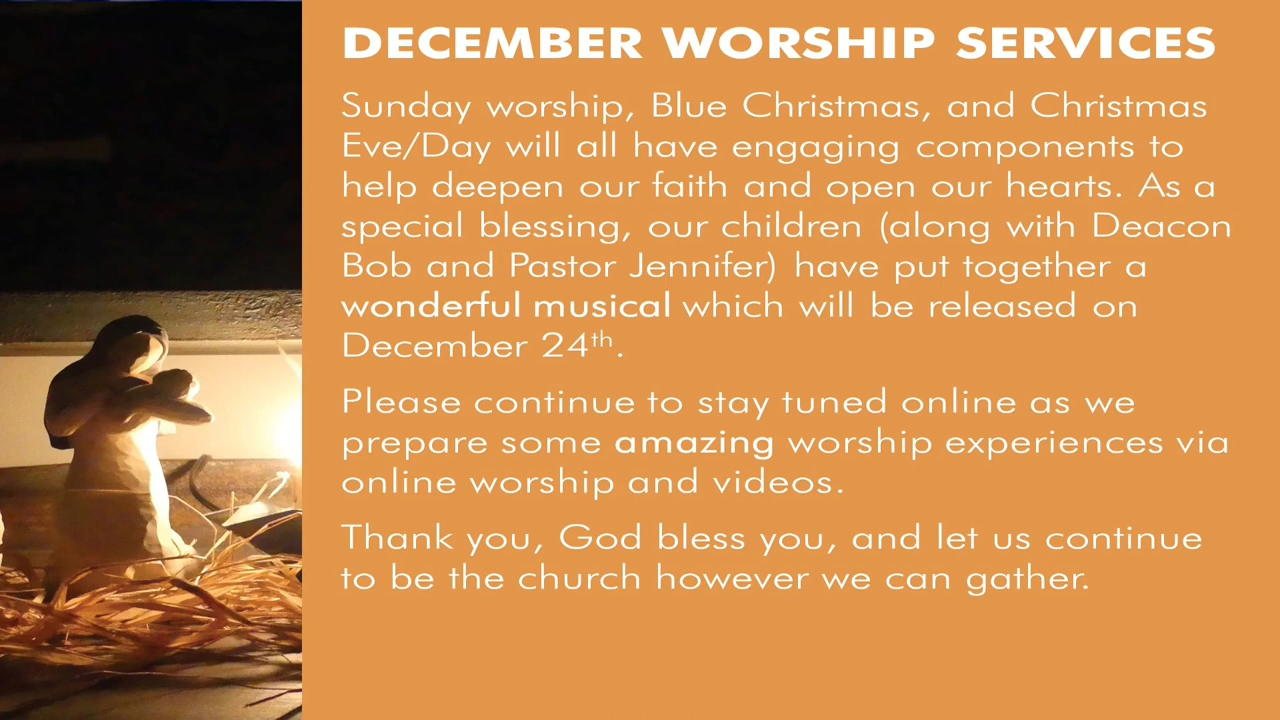 DECEMBER WORSHIP SERVICES
Sunday worship, Blue Christmas, and Christmas
Eve/Day will all have engaging components to
help deepen our faith and open our hearts. As a
special blessing, our children (along with Deacon
Bob and Pastor Jennifer) have put together a
wonderful musical which will be released on
December 24th.
Please continue to stay tuned online as we
prepare some amazing worship experiences via
online worship and videos.
Thank you, God bless you, and let us continue
to be the church however we can gather.